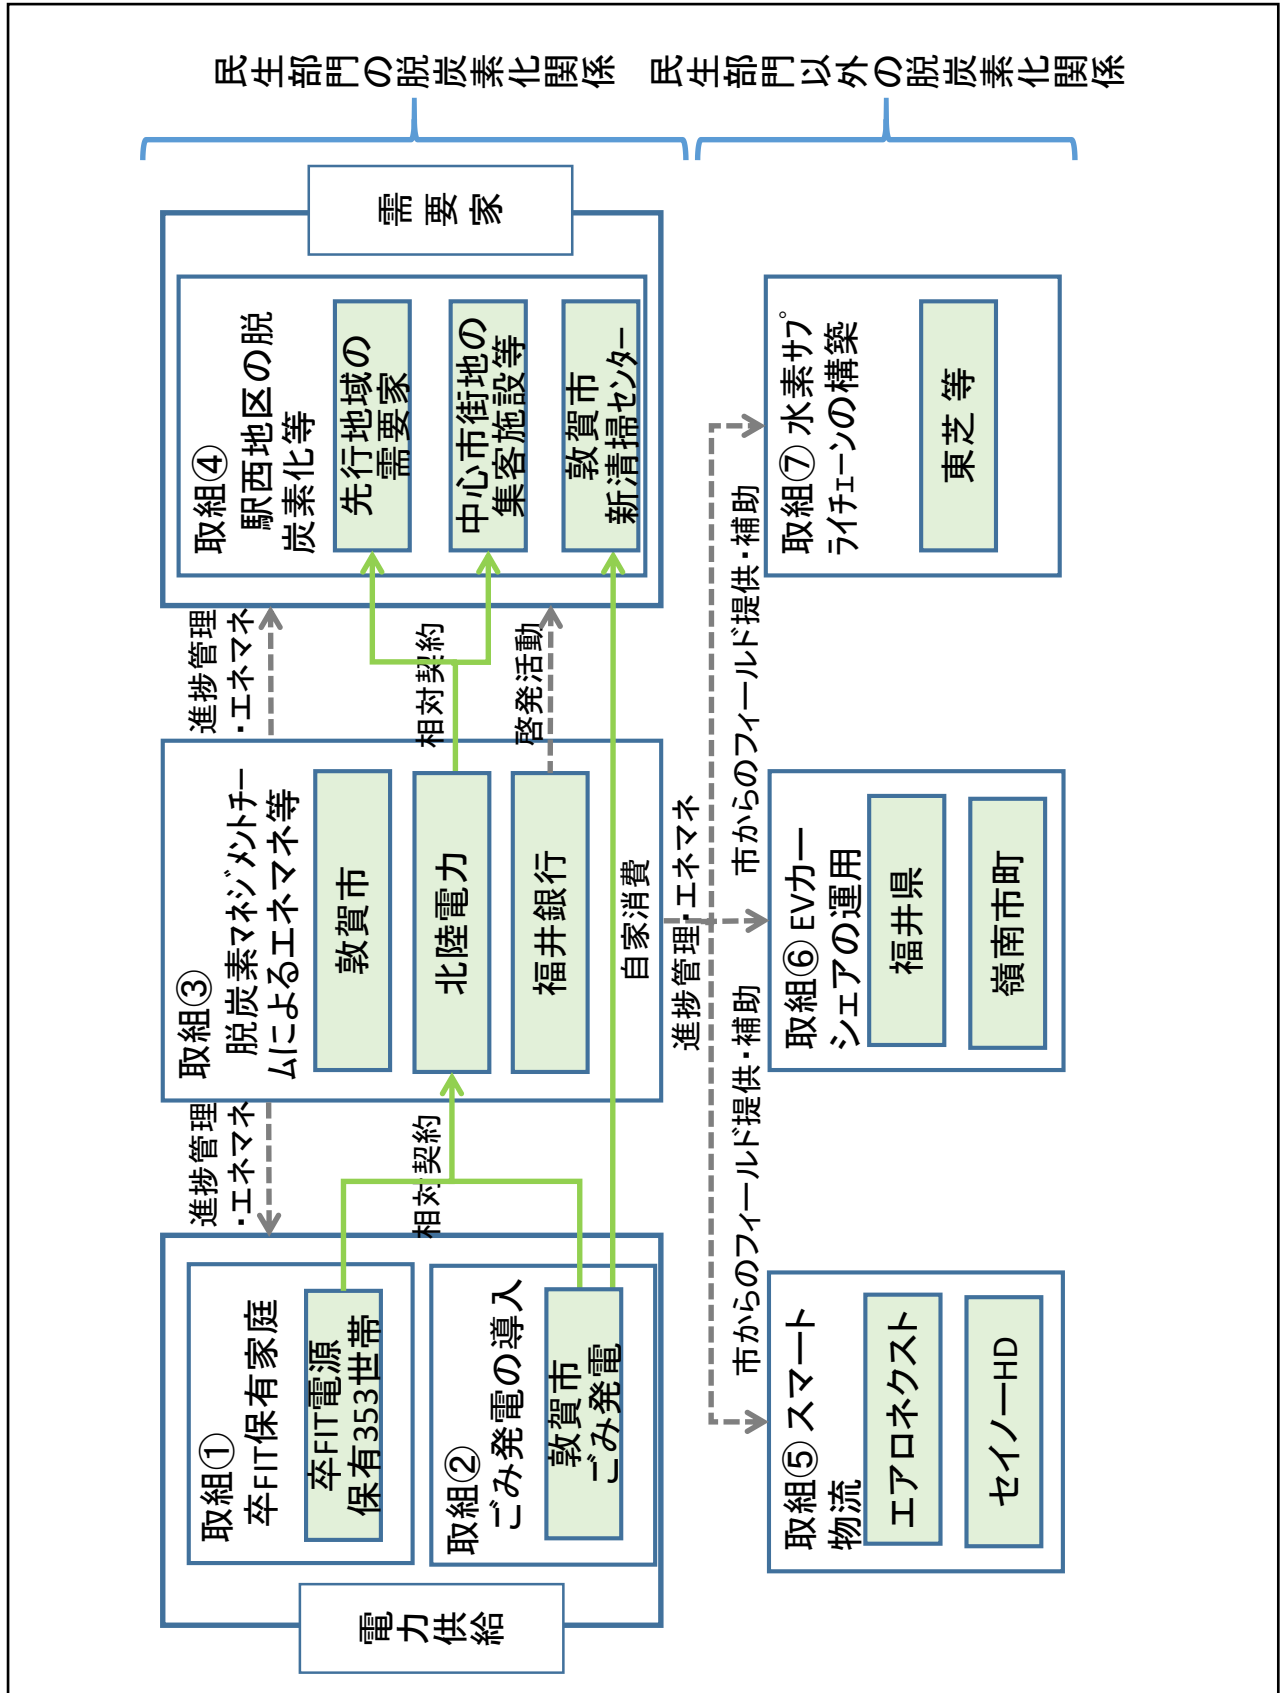 民生部門の脱炭素化関係
民生部門以外の脱炭素化関係
電力供給
取組①
卒FIT保有家庭
卒FIT電源
保有353世帯
取組②
ごみ発電の導入
敦賀市
ごみ発電
進捗管理
・エネマネ
相対契約
取組③
脱炭素マネジメントチー
ムによるエネマネ等
敦賀市
北陸電力
福井銀行
自家消費
進捗管理
・エネマネ
相対契約
啓発活動
需要家
取組④
駅西地区の脱
炭素化等
先行地域の
需要家
中心市街地の
集客施設等
敦賀市
新清掃センター
進捗管理・エネマネ
市からのフィールド提供・補助
市からのフィールド提供・補助
取組⑤ スマート
物流
エアロネクスト
セイノーHD
取組⑥ EVカー
シェアの運用
福井県
嶺南市町
取組⑦ 水素サプ
ライチェーンの構築
東芝等